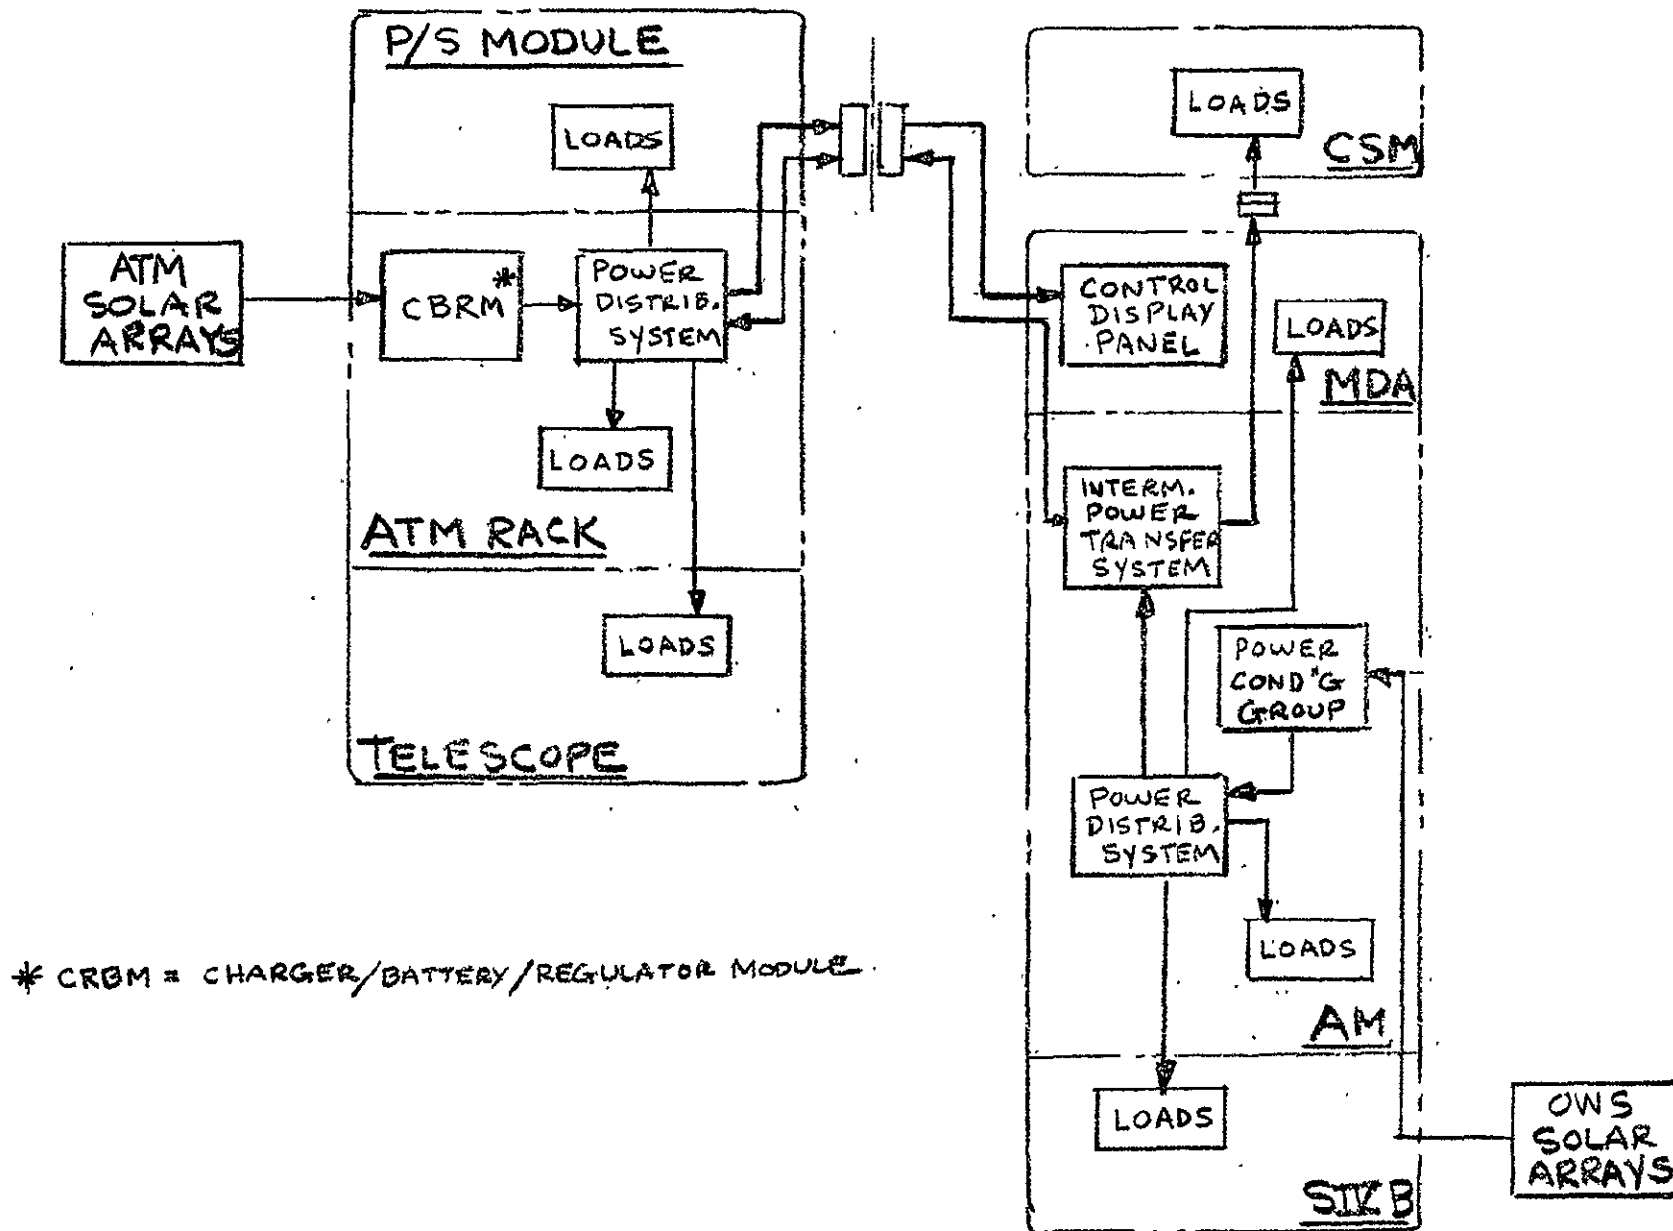 P/S MODULE
LOADS
ATM
SOLAR
ARRAYS
CBRM *
POWER
DISTRIB.
SYSTEM
LOADS
ATM RACK
LOADS
TELESCOPE
* CRBM = CHARGER/BATTERY/REGULATOR MODULE
LOADS
CSM
CONTROL
DISPLAY
PANEL
LOADS
MDA
INTERM.
POWER
TRANSFER
SYSTEM
POWER
COND"G
GROUP
POWER
DISTRIB.
SYSTEM
LOADS
AM
LOADS
OWS
SOLAR
ARRAYS
SIVB